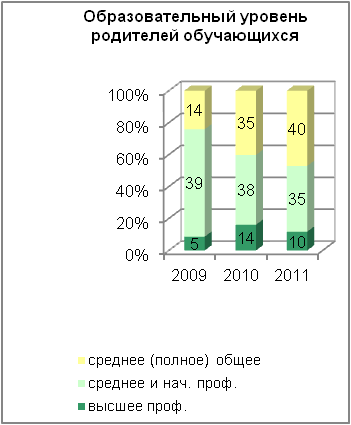 Образовательный уровень
родителей обучающихся
100%
80%
60%
40%
20%
0%
14
35
40
39
38
35
5
14
10
2009 2010 2011
среднее (полное) общее
среднее и нач. проф.
высшее проф.